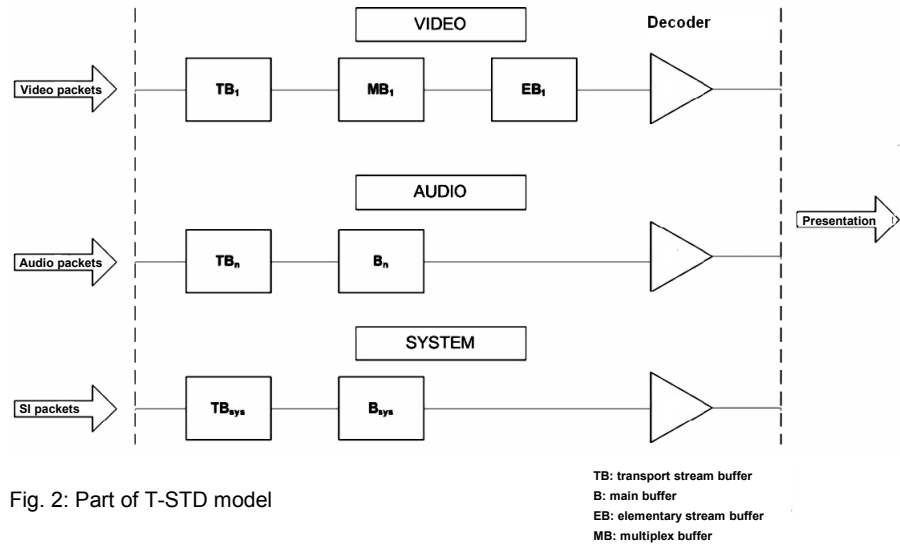 VIDEO
Decoder
Video packets
TB₁
MB₁
EB₁
AUDIO
Presentation
Audio packets
TBₙ
Bₙ
SYSTEM
SI packets
TBsys
Bsys
Fig. 2: Part of T-STD model
TB: transport stream buffer
B: main buffer
EB: elementary stream buffer
MB: multiplex buffer